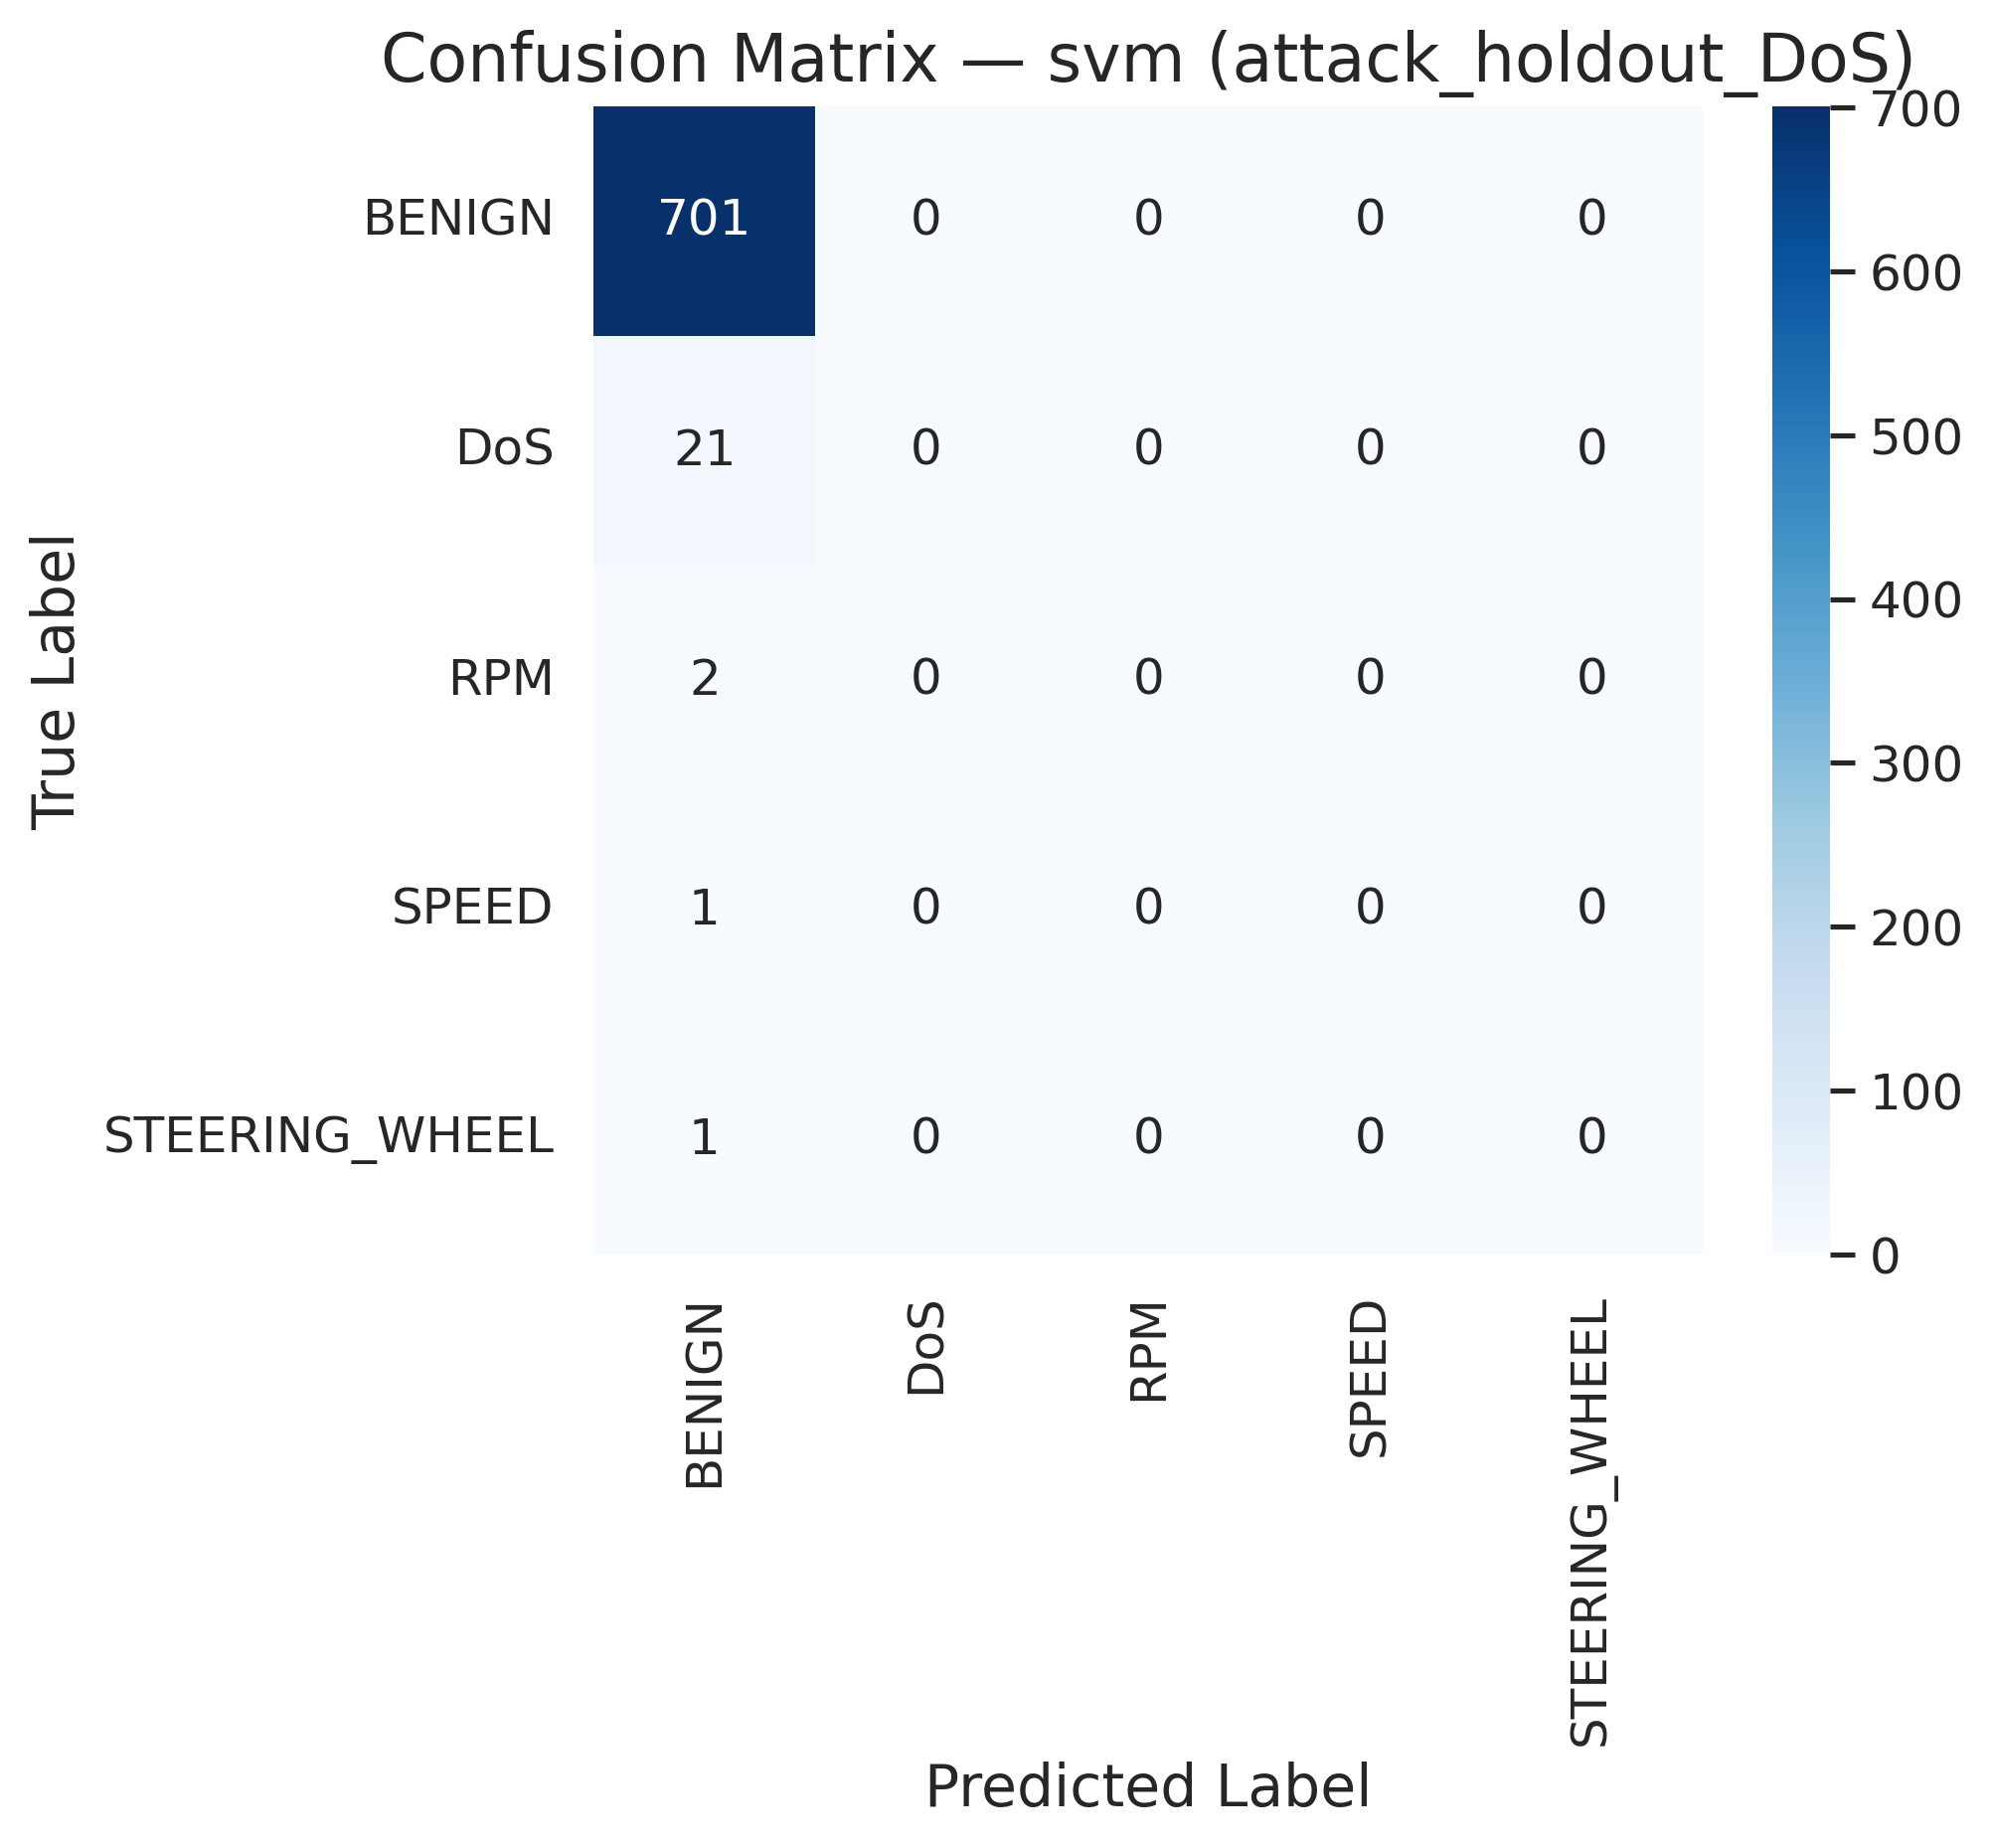 Confusion Matrix — svm (attack_holdout_DoS)
700
BENIGN 701 0 0 0 0
600
500
DoS 21 0 0 0 0
400
True Label
RPM 2 0 0 0 0
300
SPEED 1 0 0 0 0
200
100
STEERING_WHEEL 1 0 0 0 0
0
BENIGN
DoS
RPM
SPEED
STEERING_WHEEL
Predicted Label